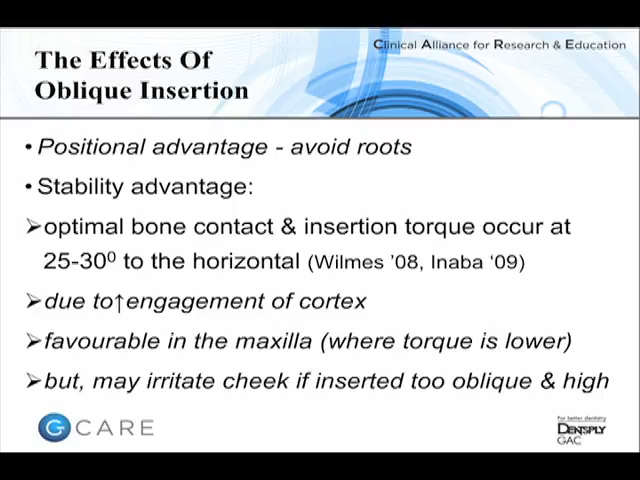 Clinical Alliance for Research & Education
The Effects Of
Oblique Insertion
• Positional advantage - avoid roots
• Stability advantage:
➢optimal bone contact & insertion torque occur at
25-30⁰ to the horizontal (Wilmes '08, Inaba '09)
➢due to↑engagement of cortex
➢favourable in the maxilla (where torque is lower)
➢but, may irritate cheek if inserted too oblique & high
G CARE
For better dentistry
DENTSPLY
GAC